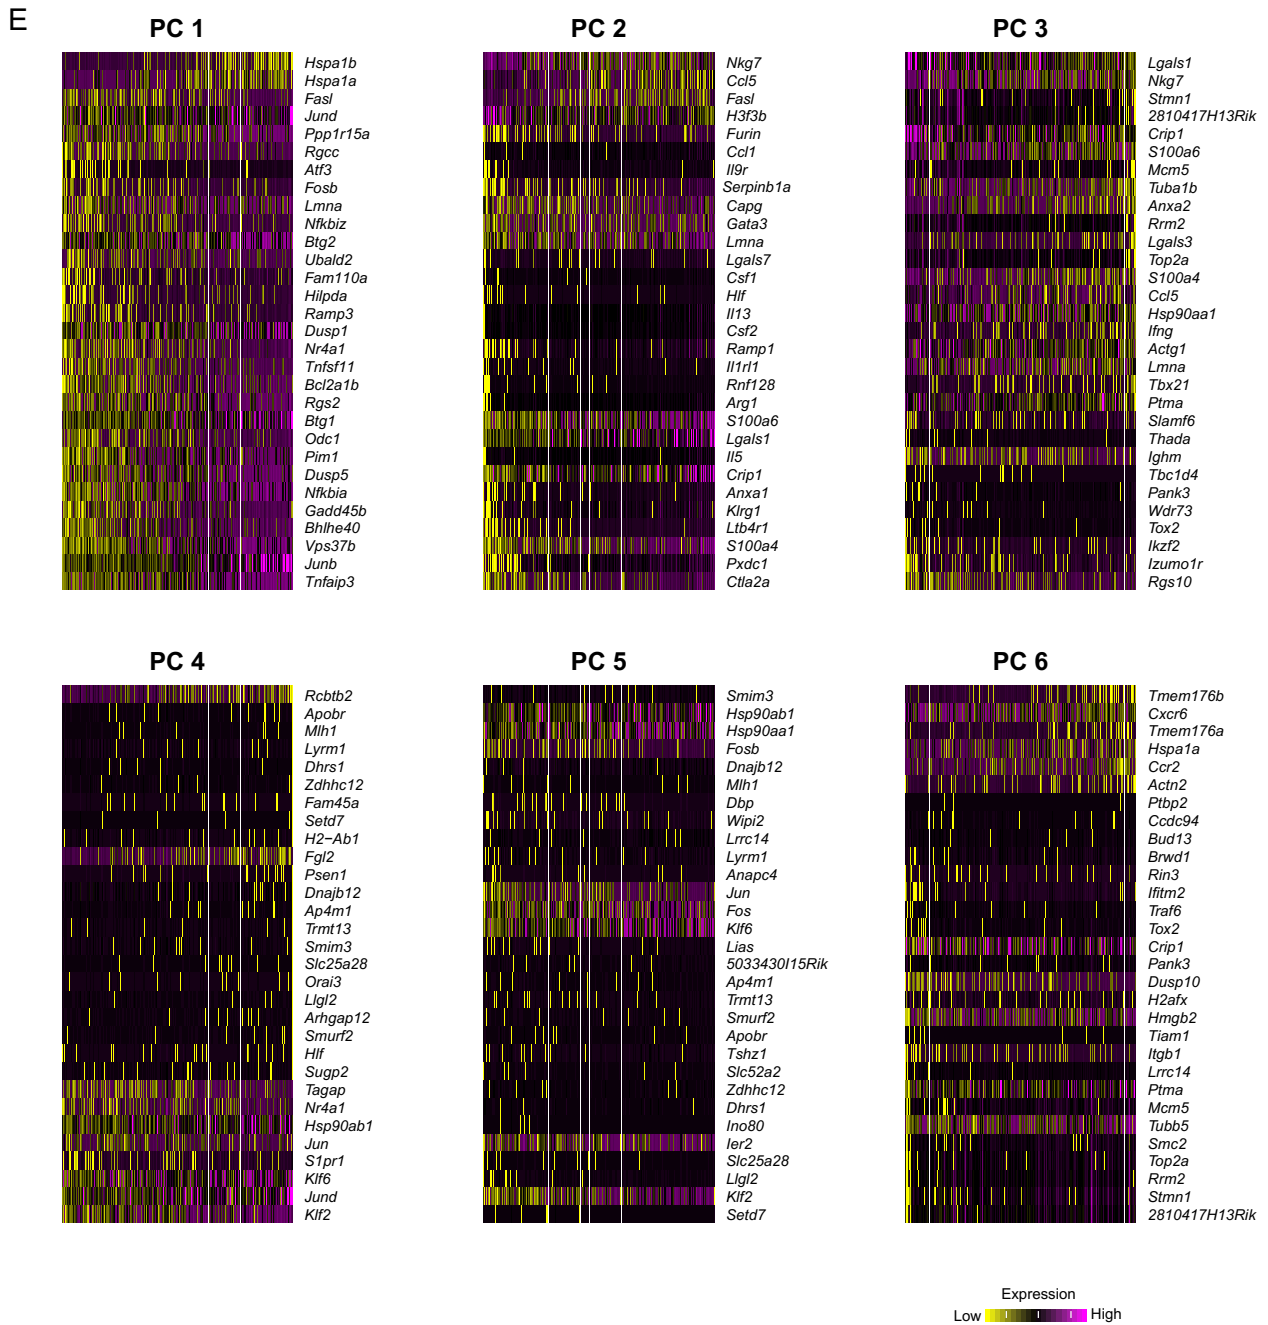 E
PC 1
Hspa1b
Hspa1a
Fasl
Jund
Ppp1r15a
Rgcc
Atf3
Fosb
Lmna
Nfkbiz
Btg2
Ubald2
Fam110a
Hilpda
Ramp3
Dusp1
Nr4a1
Tnfsf11
Bcl2a1b
Rgs2
Btg1
Odc1
Pim1
Dusp5
Nfkbia
Gadd45b
Bhlhe40
Vps37b
Junb
Tnfaip3
PC 2
Nkg7
Ccl5
Fasl
H3f3b
Furin
Ccl1
Il9r
Serpinb1a
Capg
Gata3
Lmna
Lgals7
Csf1
Hlf
Il13
Csf2
Ramp1
Il1rl1
Rnf128
Arg1
S100a6
Lgals1
Il5
Crip1
Anxa1
Klrg1
Ltb4r1
S100a4
Pxdc1
Ctla2a
PC 3
Lgals1
Nkg7
Stmn1
2810417H13Rik
Crip1
S100a6
Mcm5
Tuba1b
Anxa2
Rrm2
Lgals3
Top2a
S100a4
Ccl5
Hsp90aa1
Ifng
Actg1
Lmna
Tbx21
Ptma
Slamf6
Thada
Ighm
Tbc1d4
Pank3
Wdr73
Tox2
Ikzf2
Izumo1r
Rgs10
PC 4
Rcbtb2
Apobr
Mlh1
Lyrm1
Dhrs1
Zdhhc12
Fam45a
Setd7
H2−Ab1
Fgl2
Psen1
Dnajb12
Ap4m1
Trmt13
Smim3
Slc25a28
Orai3
Llgl2
Arhgap12
Smurf2
Hlf
Sugp2
Tagap
Nr4a1
Hsp90ab1
Jun
S1pr1
Klf6
Jund
Klf2
PC 5
Smim3
Hsp90ab1
Hsp90aa1
Fosb
Dnajb12
Mlh1
Dbp
Wipi2
Lrrc14
Lyrm1
Anapc4
Jun
Fos
Klf6
Lias
5033430I15Rik
Ap4m1
Trmt13
Smurf2
Apobr
Tshz1
Slc52a2
Zdhhc12
Dhrs1
Ino80
Ier2
Slc25a28
Llgl2
Klf2
Setd7
PC 6
Tmem176b
Cxcr6
Tmem176a
Hspa1a
Ccr2
Actn2
Ptbp2
Ccdc94
Bud13
Brwd1
Rin3
Ifitm2
Traf6
Tox2
Crip1
Pank3
Dusp10
H2afx
Hmgb2
Tiam1
Itgb1
Lrrc14
Ptma
Mcm5
Tubb5
Smc2
Top2a
Rrm2
Stmn1
2810417H13Rik
Expression
Low High